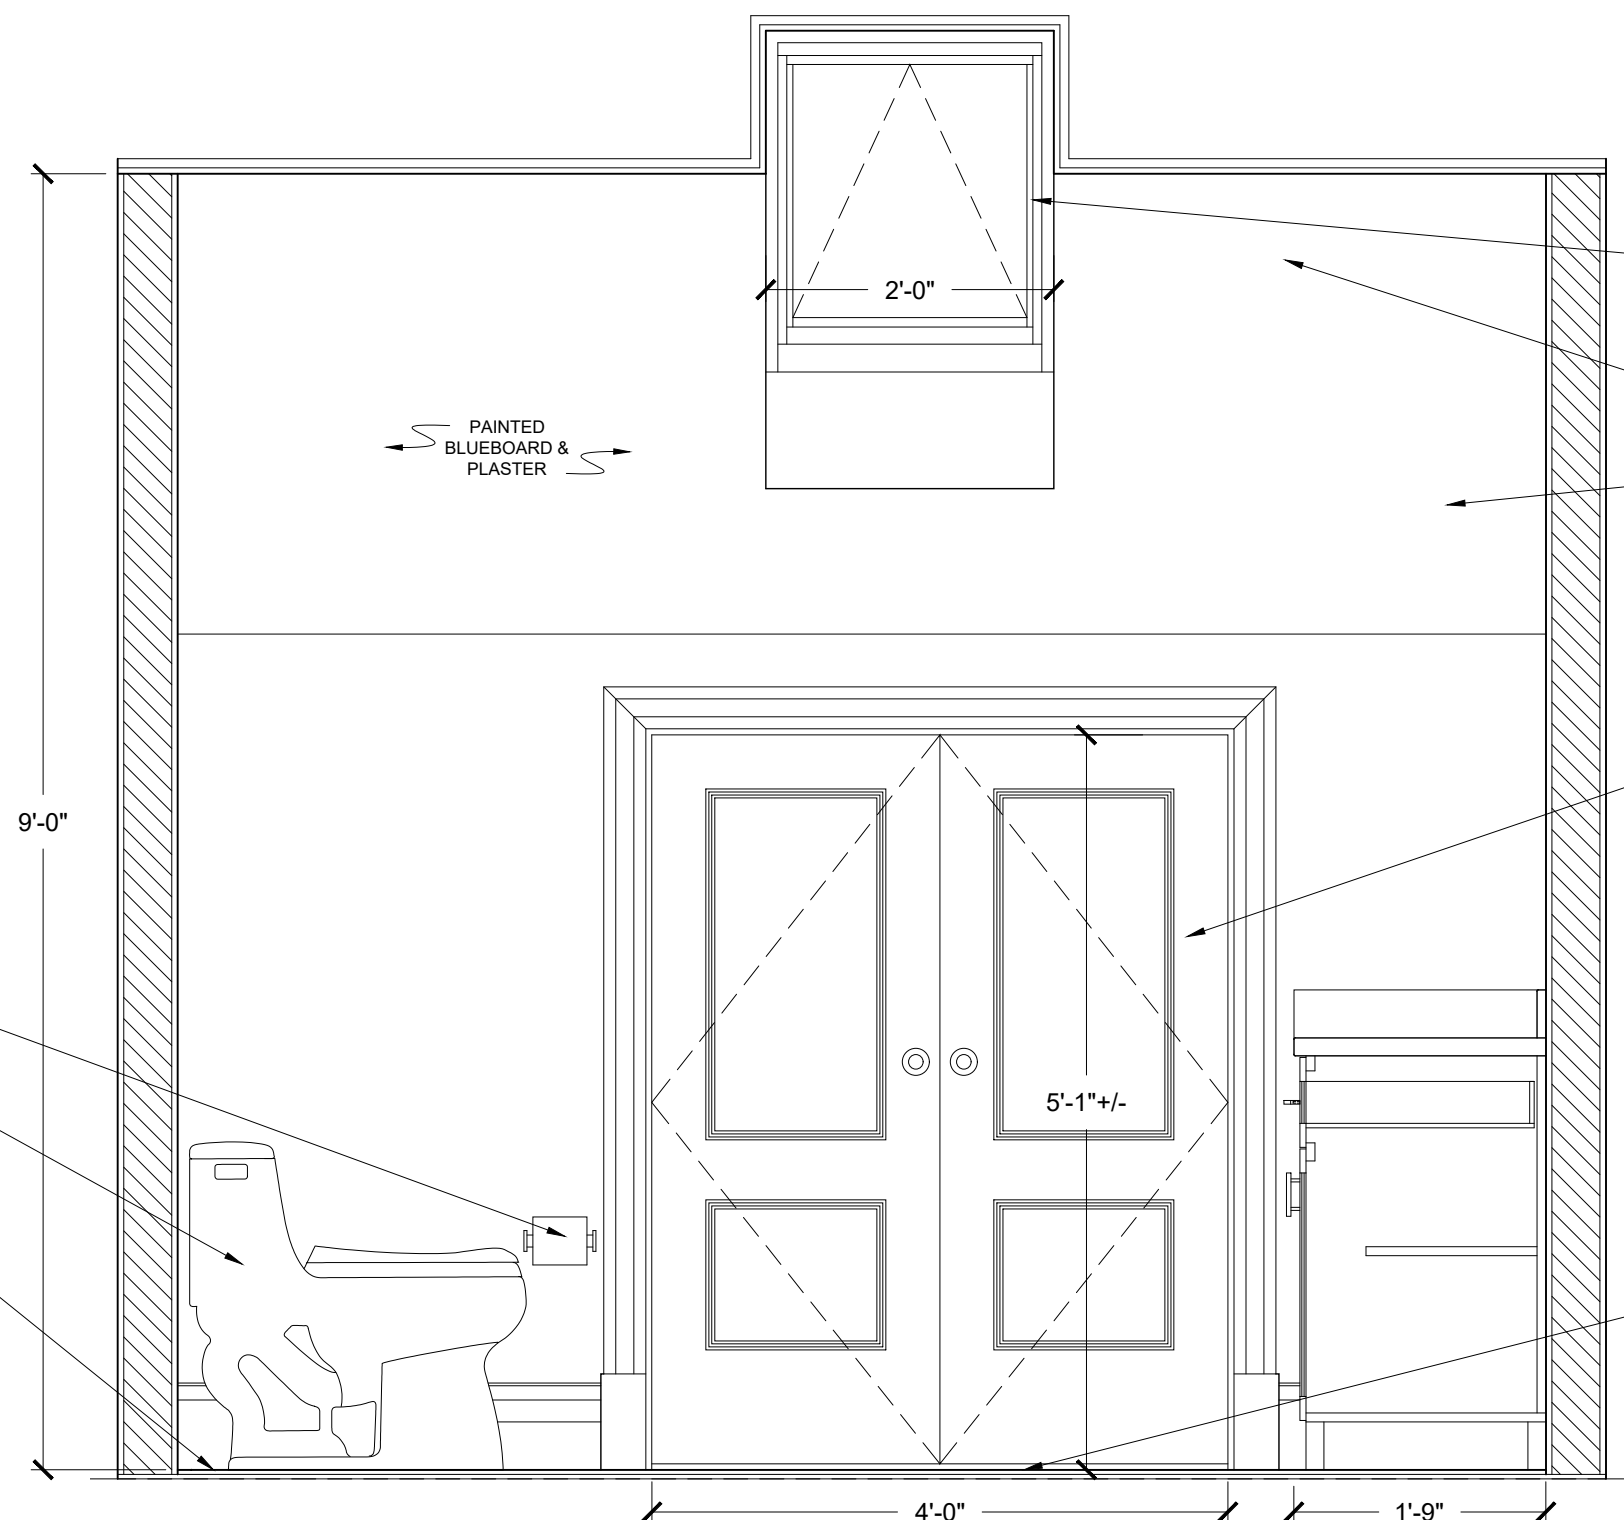 2'-0"
PAINTED
BLUEBOARD &
PLASTER
9'-0"
5'-1"+/-
4'-0"
1'-9"